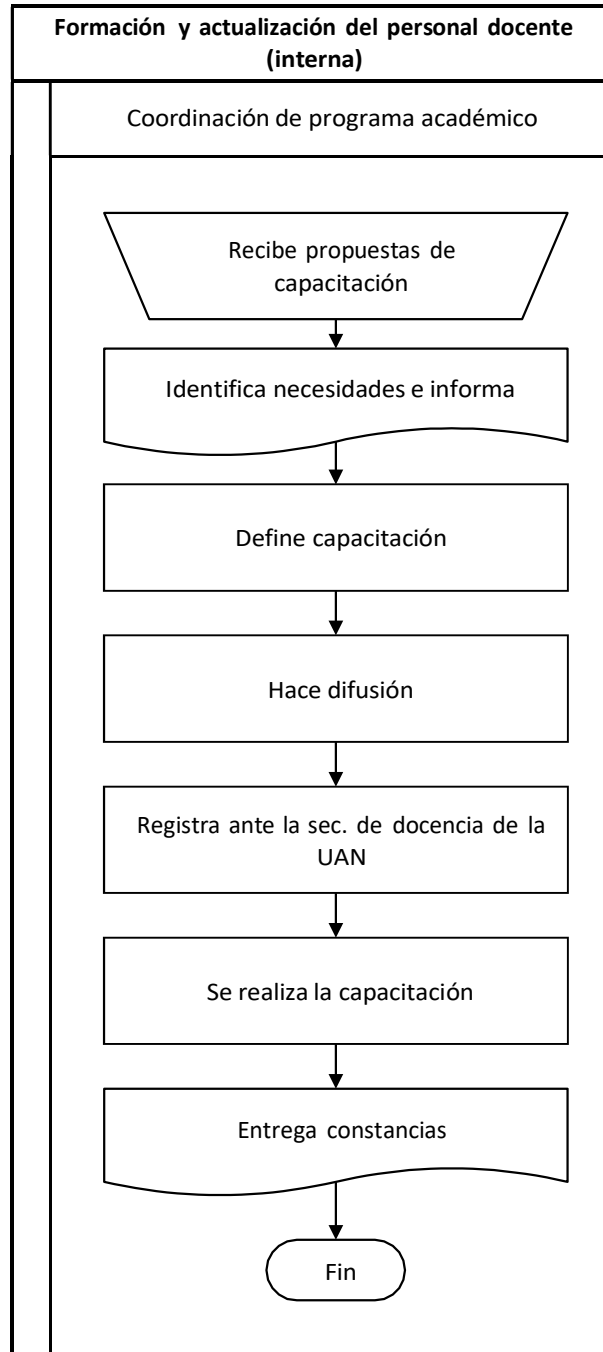 Formación y actualización del personal docente
(interna)
Coordinación de programa académico
Recibe propuestas de
capacitación
Identifica necesidades e informa
Define capacitación
Hace difusión
Registra ante la sec. de docencia de la
UAN
Se realiza la capacitación
Entrega constancias
Fin